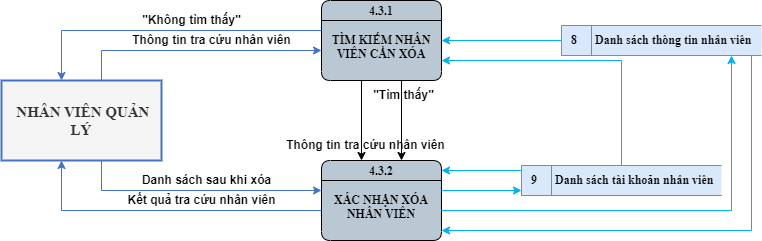 "Không tìm thấy"
Thông tin tra cứu nhân viên
4.3.1
TÌM KIẾM NHÂN
VIÊN CẦN XÓA
8 Danh sách thông tin nhân viên
NHÂN VIÊN QUẢN
LÝ
"Tìm thấy"
Thông tin tra cứu nhân viên
Danh sách sau khi xóa
Kết quả tra cứu nhân viên
4.3.2
XÁC NHẬN XÓA
NHÂN VIÊN
9 Danh sách tài khoản nhân viên